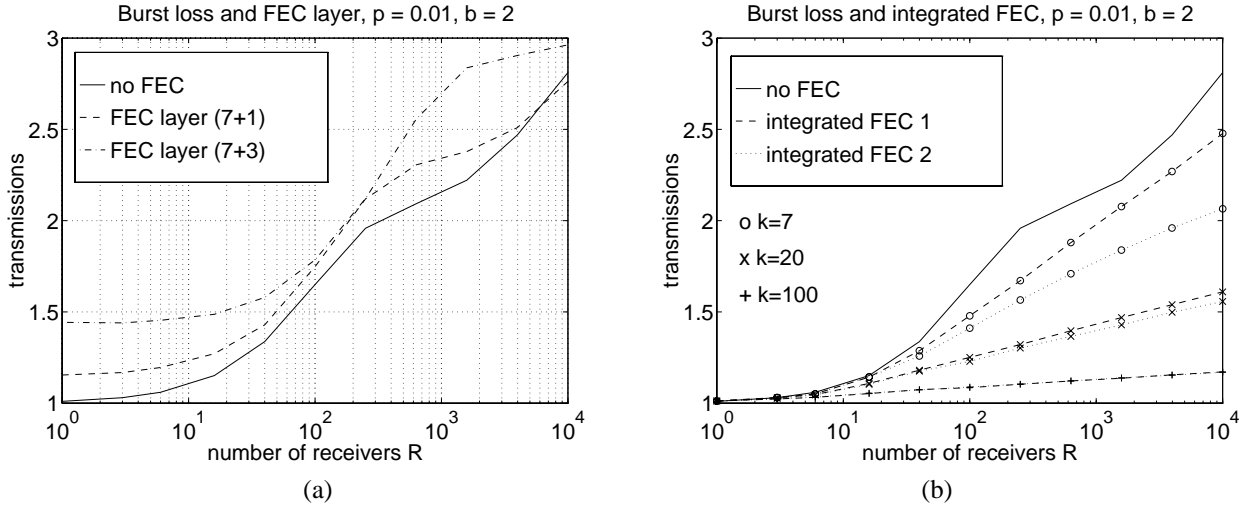 Burst loss and FEC layer, p = 0.01, b = 2
3
2.5
2
1.5
1
transmissions
no FEC
FEC layer (7+1)
FEC layer (7+3)
10^0
10^1
10^2
10^3
10^4
number of receivers R
(a)
Burst loss and integrated FEC, p = 0.01, b = 2
3
2.5
2
1.5
1
transmissions
no FEC
integrated FEC 1
integrated FEC 2
o k=7
x k=20
+ k=100
10^0
10^1
10^2
10^3
10^4
number of receivers R
(b)